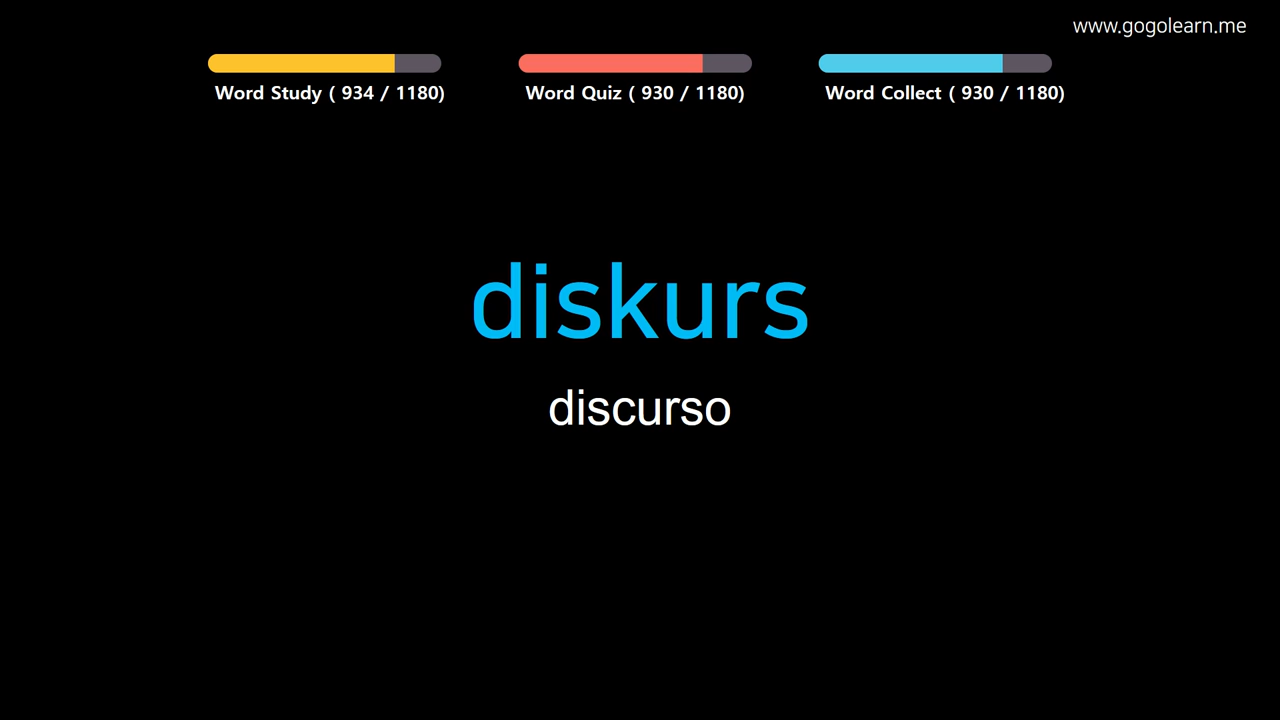 www.gogolearn.me
Word Study ( 934 / 1180)
Word Quiz ( 930 / 1180)
Word Collect ( 930 / 1180)
diskurs
discurso